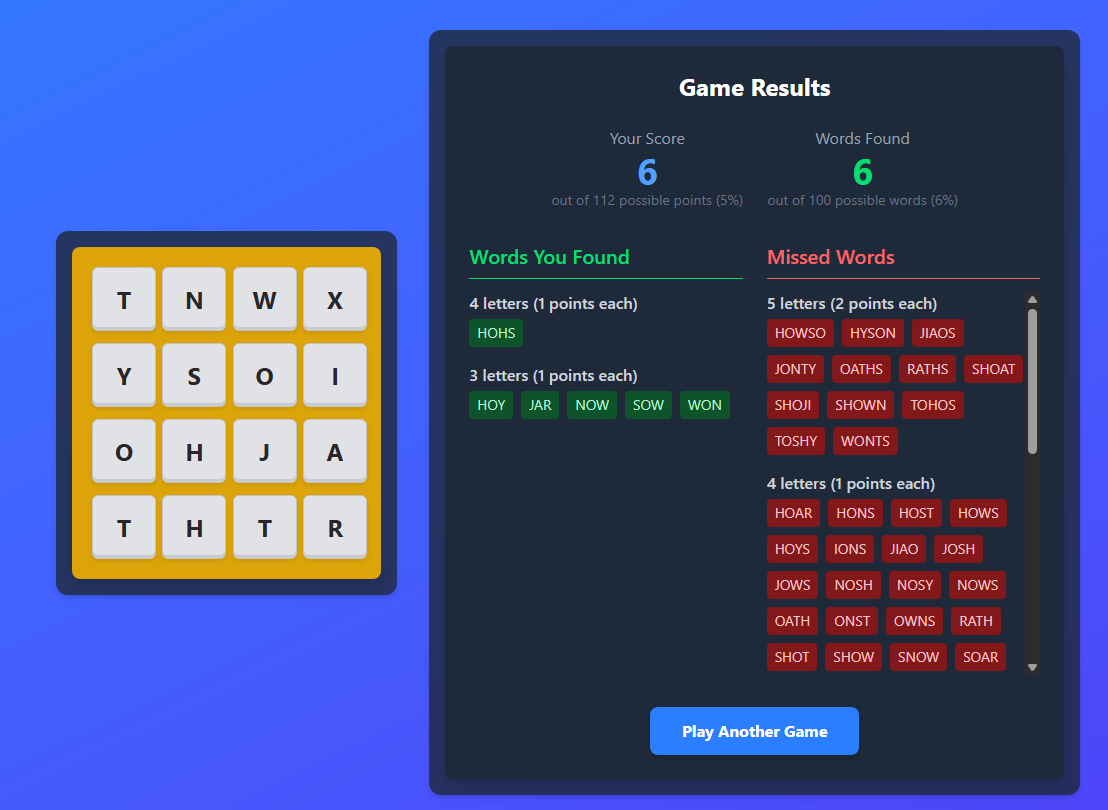 T N W X
Y S O I
O H J A
T H T R
Game Results
Your Score
6
out of 112 possible points (5%)
Words Found
6
out of 100 possible words (6%)
Words You Found
4 letters (1 points each)
HOHS
3 letters (1 points each)
HOY JAR NOW SOW WON
Missed Words
5 letters (2 points each)
HOWSO HYSON JIAOS
JONTY OATHS RATHS SHOAT
SHOJI SHOWN TOHOS
TOSHY WONTS
4 letters (1 points each)
HOAR HONS HOST HOWS
HOYS IONS JIAO JOSH
JOWS NOSH NOSY NOWS
OATH ONST OWNS RATH
SHOT SHOW SNOW SOAR
Play Another Game